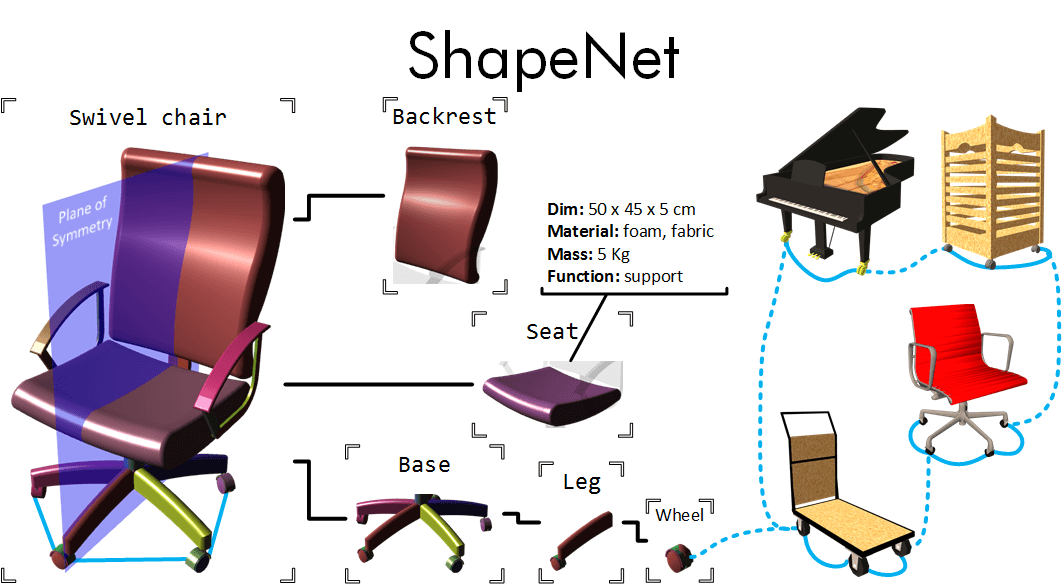 ShapeNet
Swivel chair
Backrest
Plane of
Symmetry
Dim: 50 x 45 x 5 cm
Material: foam, fabric
Mass: 5 Kg
Function: support
Seat
Base
Leg
Wheel